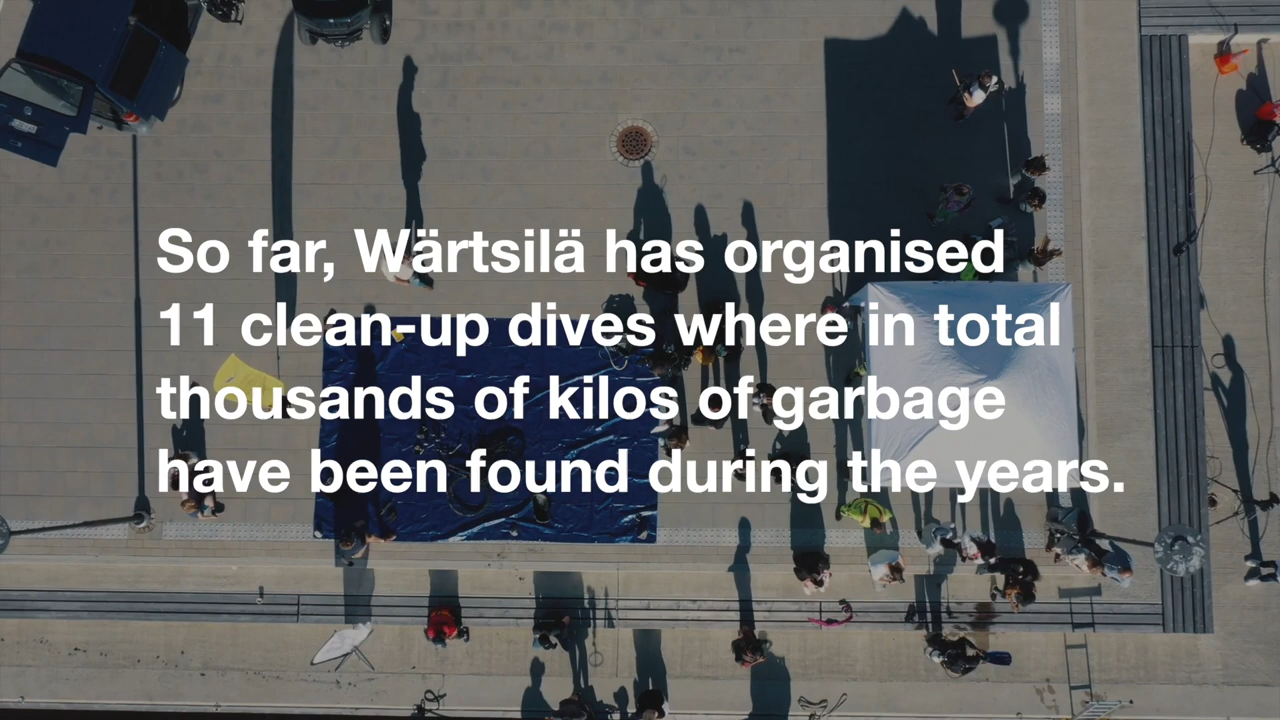 So far, Wärtsilä has organised
11 clean-up dives where in total
thousands of kilos of garbage
have been found during the years.